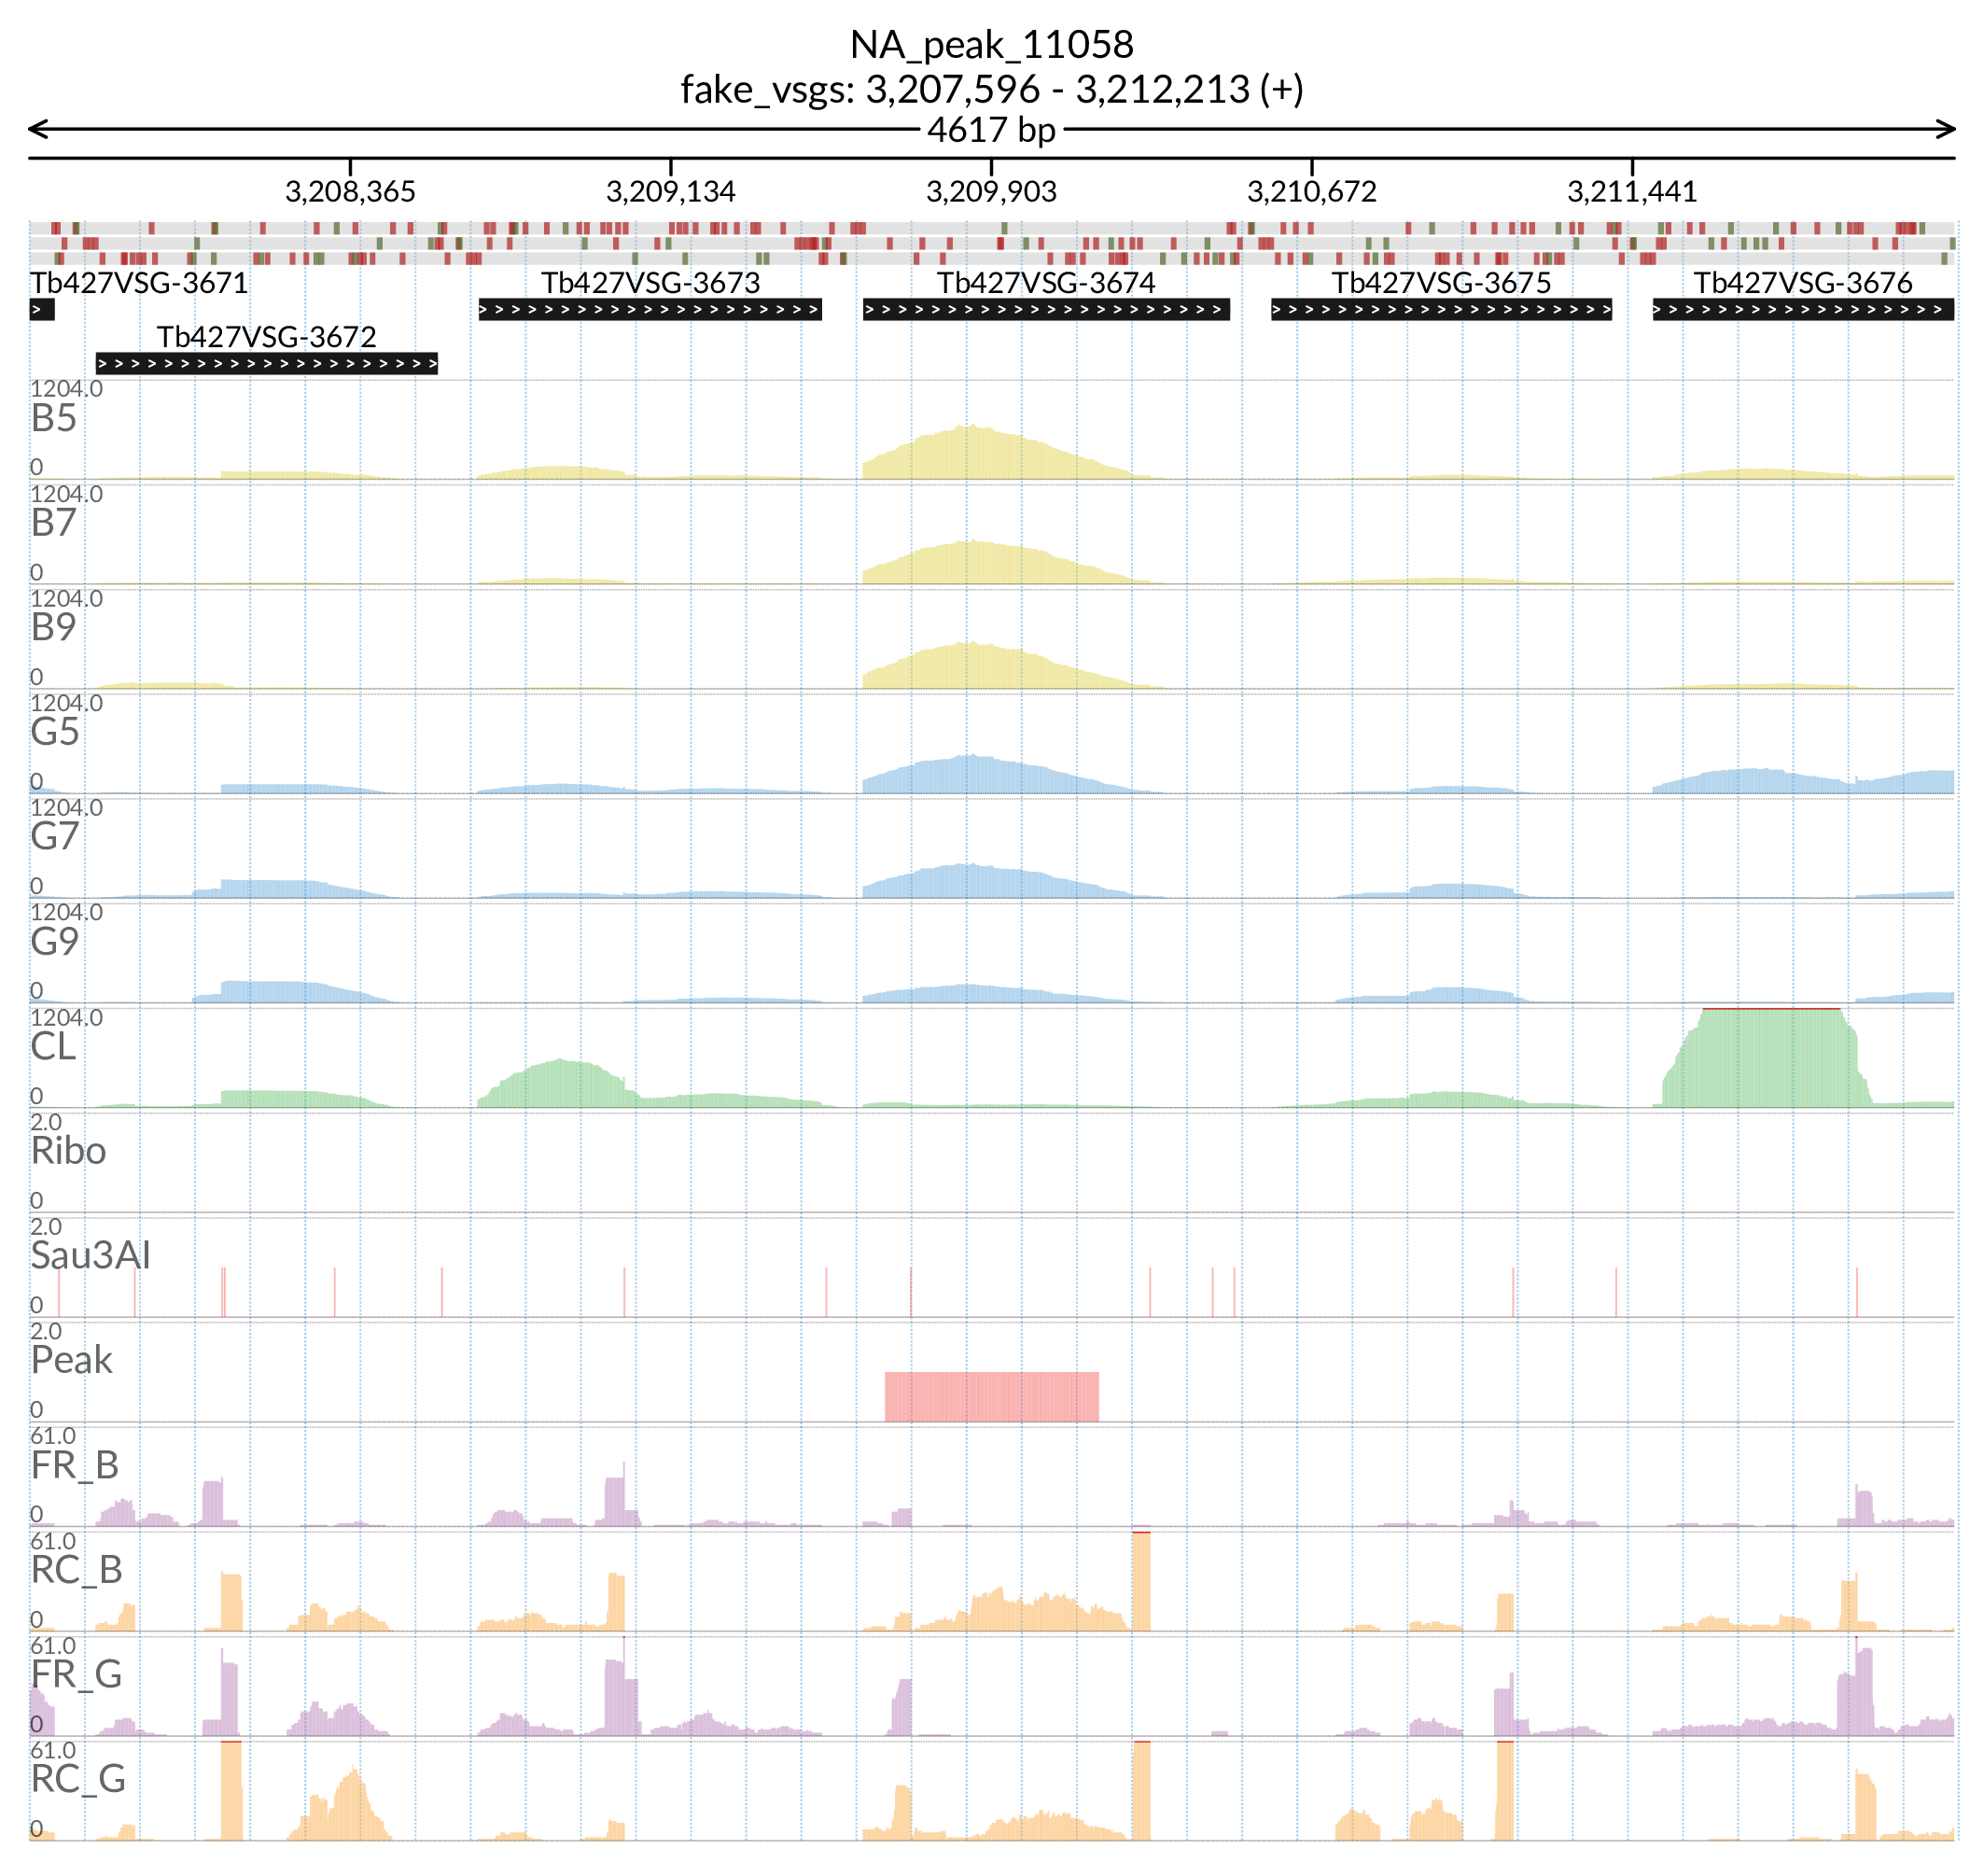 NA_peak_11058
fake_vsgs: 3,207,596 - 3,212,213 (+)
4617 bp
3,208,365 3,209,134 3,209,903 3,210,672 3,211,441
Tb427VSG-3671 Tb427VSG-3673 Tb427VSG-3674 Tb427VSG-3675 Tb427VSG-3676
Tb427VSG-3672
1204.0
B5
0
1204.0
B7
0
1204.0
B9
0
1204.0
G5
0
1204.0
G7
0
1204.0
G9
0
1204.0
CL
0
2.0
Ribo
0
2.0
Sau3AI
0
2.0
Peak
0
61.0
FR_B
0
61.0
RC_B
0
61.0
FR_G
0
61.0
RC_G
0